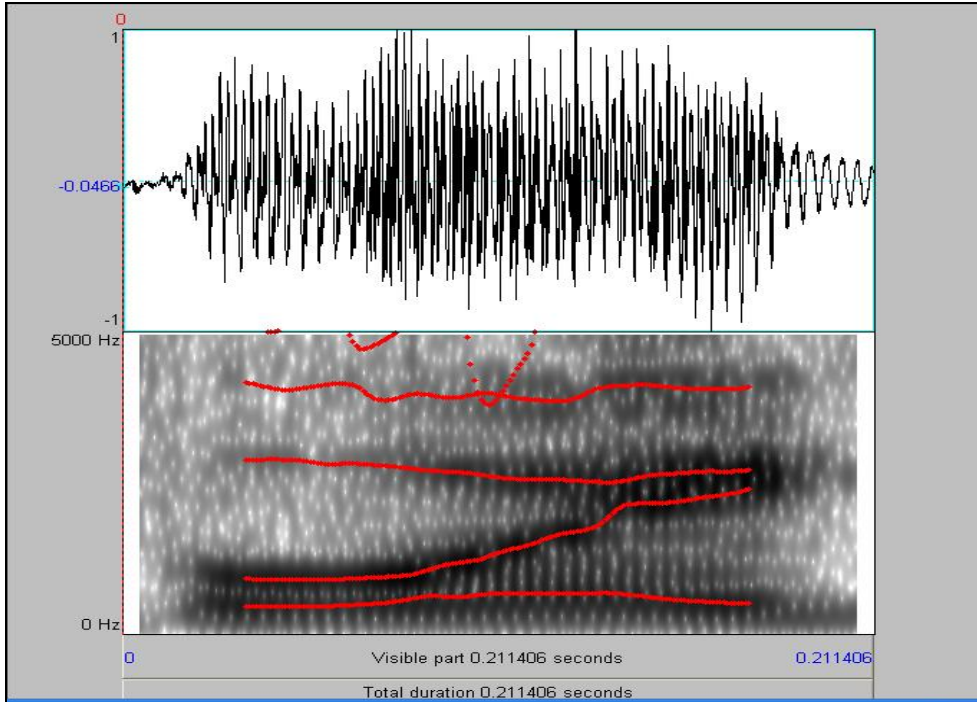 0
1
-0.0466
-1
5000 Hz
0 Hz
0 Visible part 0.211406 seconds 0.211406
Total duration 0.211406 seconds